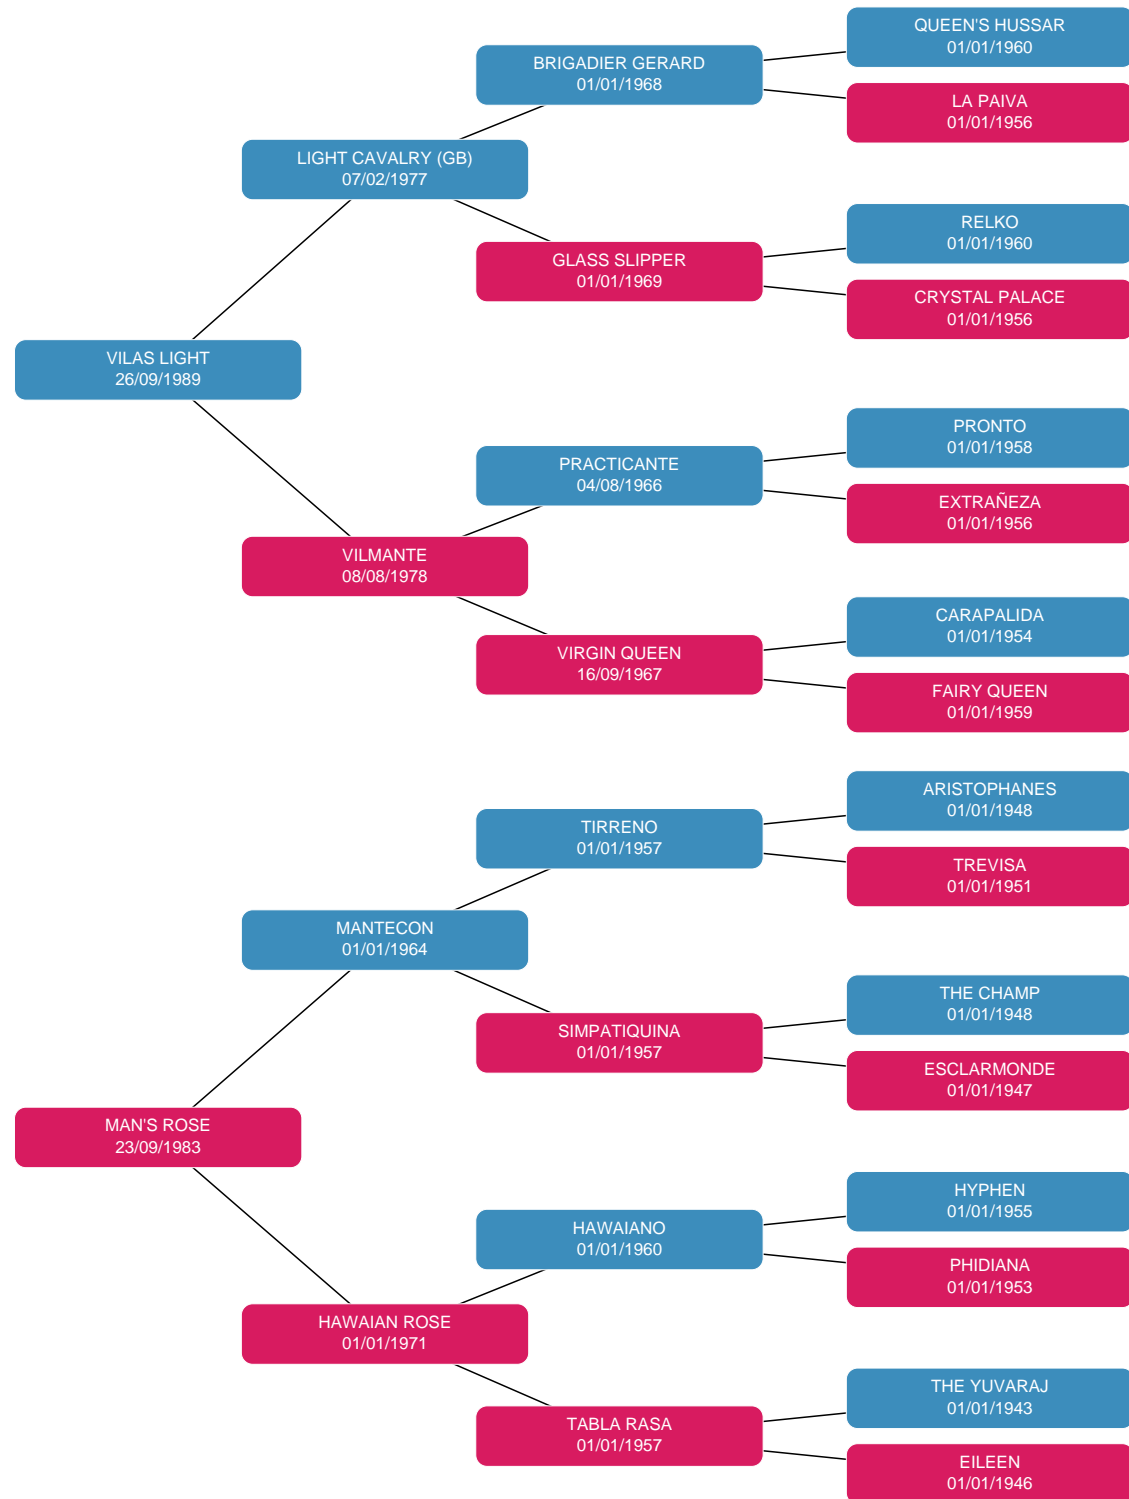 QUEEN'S HUSSAR
01/01/1960
BRIGADIER GERARD
01/01/1968
LA PAIVA
01/01/1956
LIGHT CAVALRY (GB)
07/02/1977
RELKO
01/01/1960
GLASS SLIPPER
01/01/1969
CRYSTAL PALACE
01/01/1956
VILAS LIGHT
26/09/1989
PRONTO
01/01/1958
PRACTICANTE
04/08/1966
EXTRAÑEZA
01/01/1956
VILMANTE
08/08/1978
CARAPALIDA
01/01/1954
VIRGIN QUEEN
16/09/1967
FAIRY QUEEN
01/01/1959
ARISTOPHANES
01/01/1948
TIRRENO
01/01/1957
TREVISA
01/01/1951
MANTECON
01/01/1964
THE CHAMP
01/01/1948
SIMPATIQUINA
01/01/1957
ESCLARMONDE
01/01/1947
MAN'S ROSE
23/09/1983
HYPHEN
01/01/1955
HAWAIANO
01/01/1960
PHIDIANA
01/01/1953
HAWAIAN ROSE
01/01/1971
THE YUVARAJ
01/01/1943
TABLA RASA
01/01/1957
EILEEN
01/01/1946